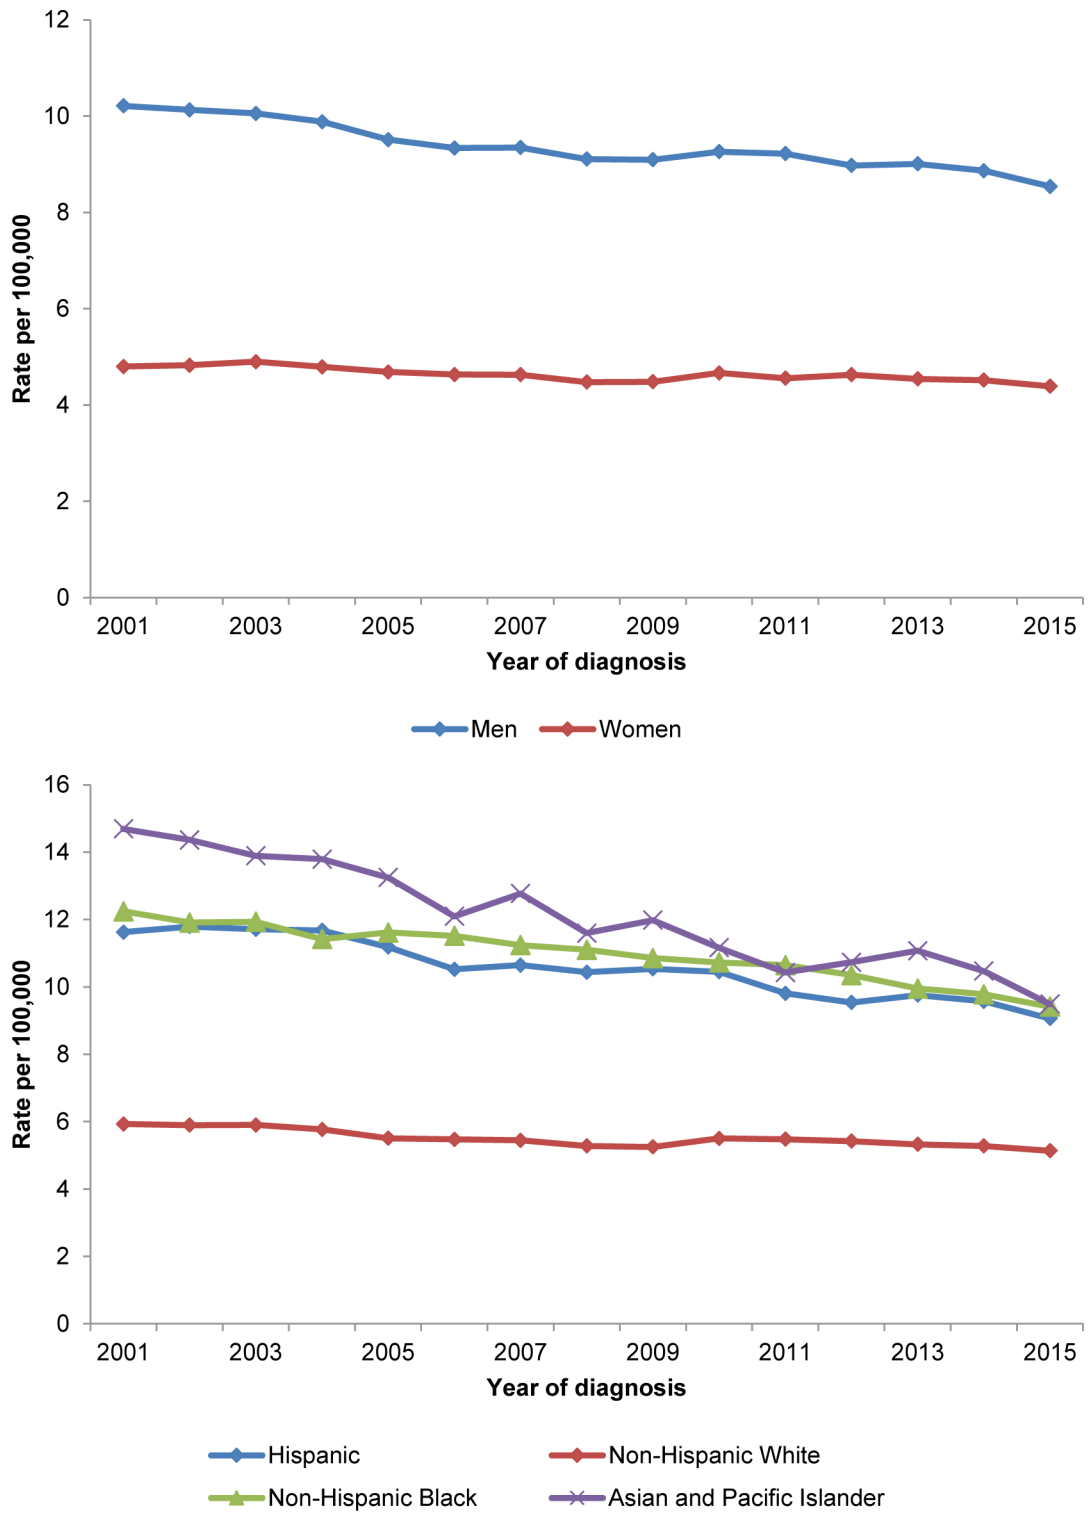 12
10
8
6
4
2
0
Rate per 100,000
2001 2003 2005 2007 2009 2011 2013 2015
Year of diagnosis
Men Women
16
14
12
10
8
6
4
2
0
Rate per 100,000
2001 2003 2005 2007 2009 2011 2013 2015
Year of diagnosis
Hispanic Non-Hispanic White
Non-Hispanic Black Asian and Pacific Islander